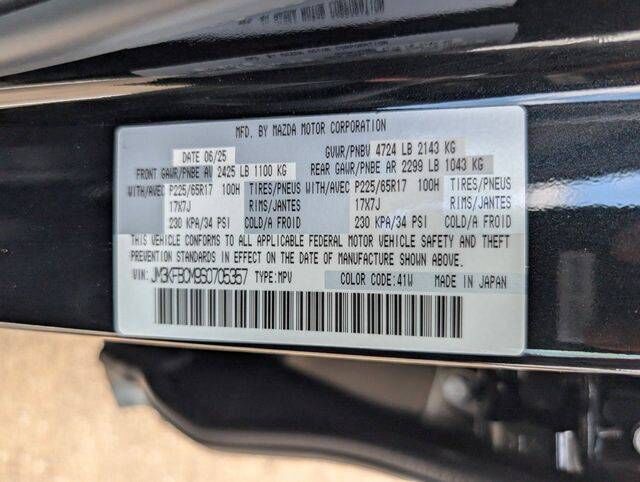 MFD. BY MAZDA MOTOR CORPORATION
DATE 06/25 GVWR/PNBV 4724 LB 2143 KG
FRONT GAWR/PNBE AV 2425 LB 1100 KG REAR GAWR/PNBE AR 2299 LB 1043 KG
WITH/AVEC P225/65R17 100H TIRES/PNEUS WITH/AVEC P225/65R17 100H TIRES/PNEUS
17X7J RIMS/JANTES 17X7J RIMS/JANTES
230 KPA/34 PSI COLD/A FROID 230 KPA/34 PSI COLD/A FROID
THIS VEHICLE CONFORMS TO ALL APPLICABLE FEDERAL MOTOR VEHICLE SAFETY AND THEFT
PREVENTION STANDARDS IN EFFECT ON THE DATE OF MANUFACTURE SHOWN ABOVE.
VIN: JM3KFBCM9S0705357 TYPE: MPV COLOR CODE: 41W MADE IN JAPAN